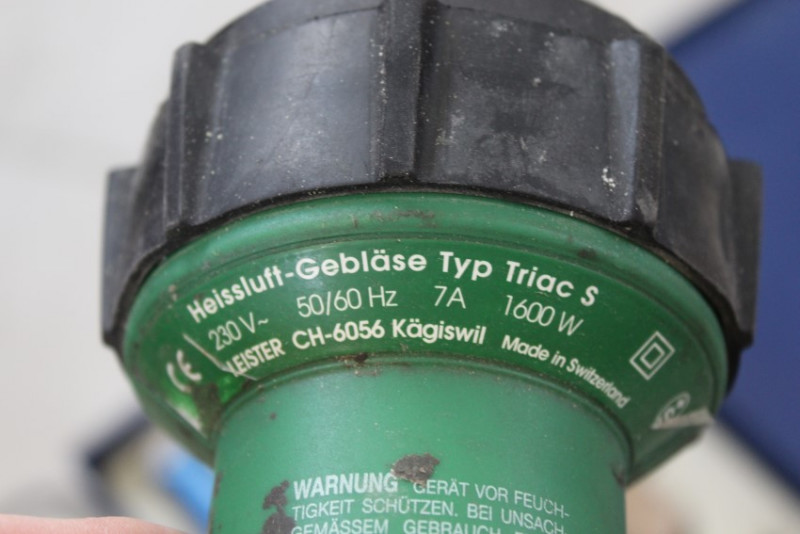 Heissluft-Gebläse Typ Triac S
230 V~ 50/60 Hz 7A 1600 W
CE LEISTER CH-6056 Kägiswil Made in Switzerland
WARNUNG GERÄT VOR FEUCH-
TIGKEIT SCHÜTZEN. BEI UNSACH-
GEMÄSSEM GEBRAUCH